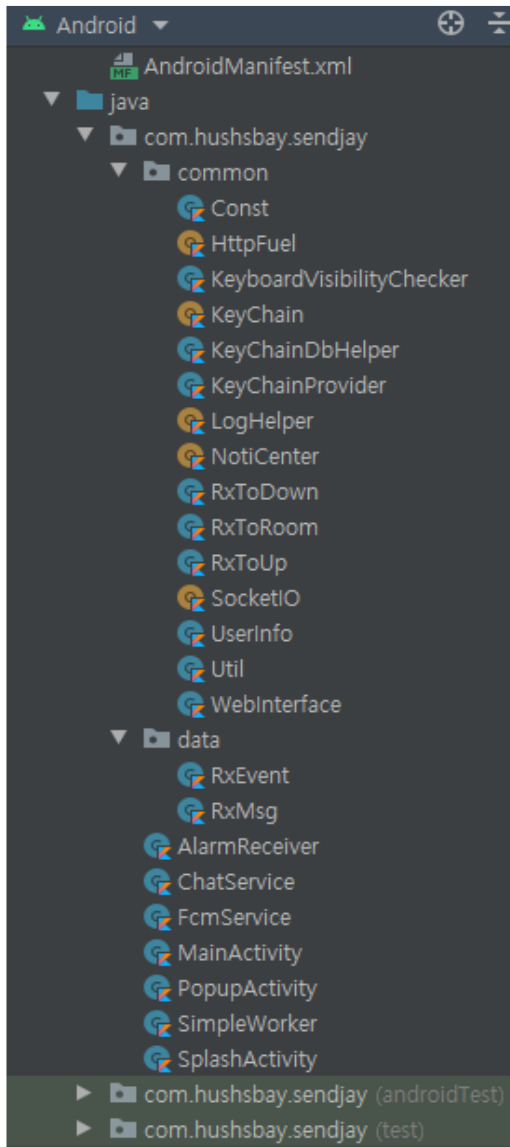 Android
MF AndroidManifest.xml
java
com.hushsbay.sendjay
common
Const
HttpFuel
KeyboardVisibilityChecker
KeyChain
KeyChainDbHelper
KeyChainProvider
LogHelper
NotiCenter
RxToDown
RxToRoom
RxToUp
SocketIO
UserInfo
Util
WebInterface
data
RxEvent
RxMsg
AlarmReceiver
ChatService
FcmService
MainActivity
PopupActivity
SimpleWorker
SplashActivity
com.hushsbay.sendjay (androidTest)
com.hushsbay.sendjay (test)